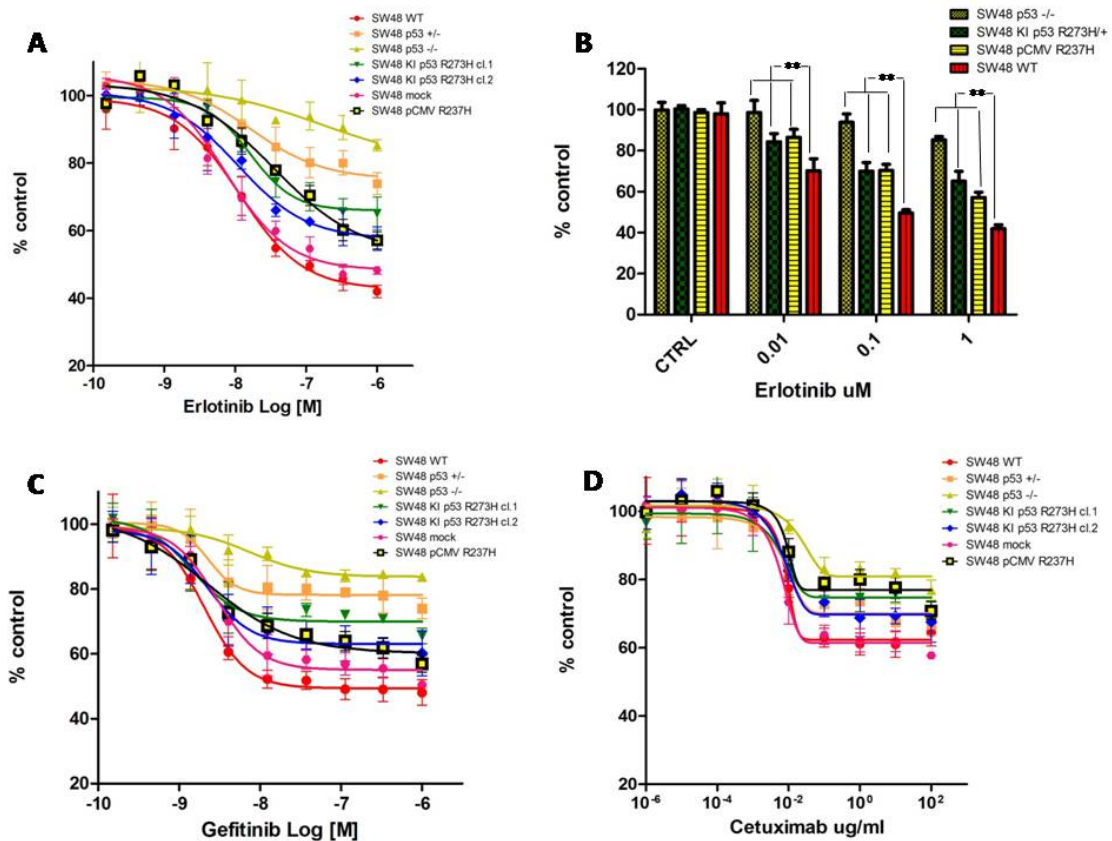 A
SW48 WT
SW48 p53 +/-
SW48 p53 -/-
SW48 KI p53 R273H cl.1
SW48 KI p53 R273H cl.2
SW48 mock
SW48 pCMV R237H
% control
100
80
60
40
20
-10 -9 -8 -7 -6
Erlotinib Log [M]
B
SW48 p53 -/-
SW48 KI p53 R273H/+
SW48 pCMV R237H
SW48 WT
% control
120
100
80
60
40
20
0
** ** **
CTRL 0.01 0.1 1
Erlotinib uM
C
SW48 WT
SW48 p53 +/-
SW48 p53 -/-
SW48 KI p53 R273H cl.1
SW48 KI p53 R273H cl.2
SW48 mock
SW48 pCMV R237H
% control
100
80
60
40
20
-10 -9 -8 -7 -6
Gefitinib Log [M]
D
SW48 WT
SW48 p53 +/-
SW48 p53 -/-
SW48 KI p53 R273H cl.1
SW48 KI p53 R273H cl.2
SW48 mock
SW48 pCMV R237H
% control
100
80
60
40
20
10⁻⁶ 10⁻⁴ 10⁻² 10⁰ 10²
Cetuximab ug/ml